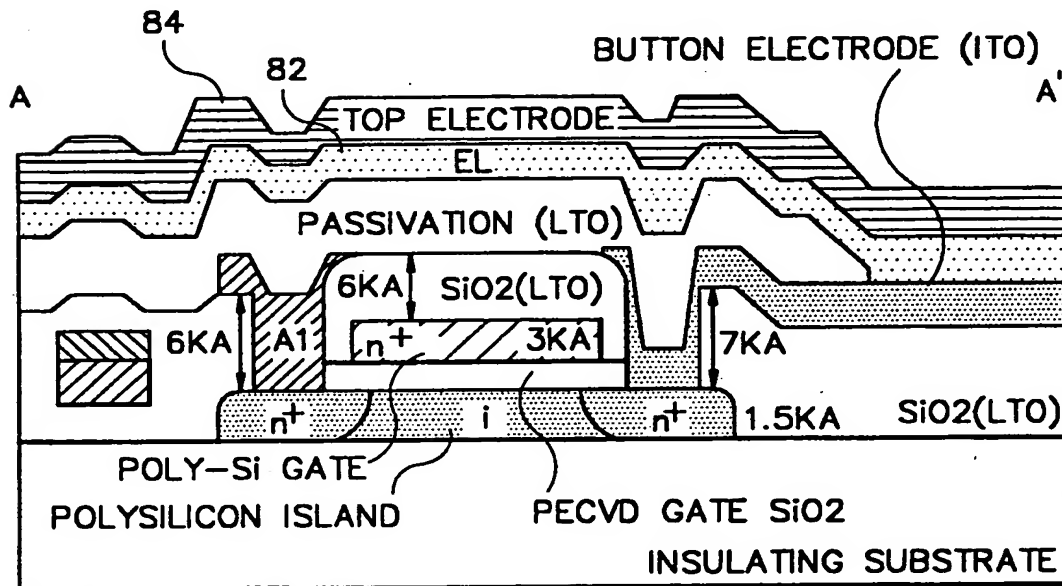 84
82
BUTTON ELECTRODE (ITO)
A
A'
TOP ELECTRODE
EL
PASSIVATION (LTO)
6KA
SiO2(LTO)
6KA
A1
n+
3KA
7KA
n+
i
n+
1.5KA
SiO2(LTO)
POLY-Si GATE
POLYSILICON ISLAND
PECVD GATE SiO2
INSULATING SUBSTRATE